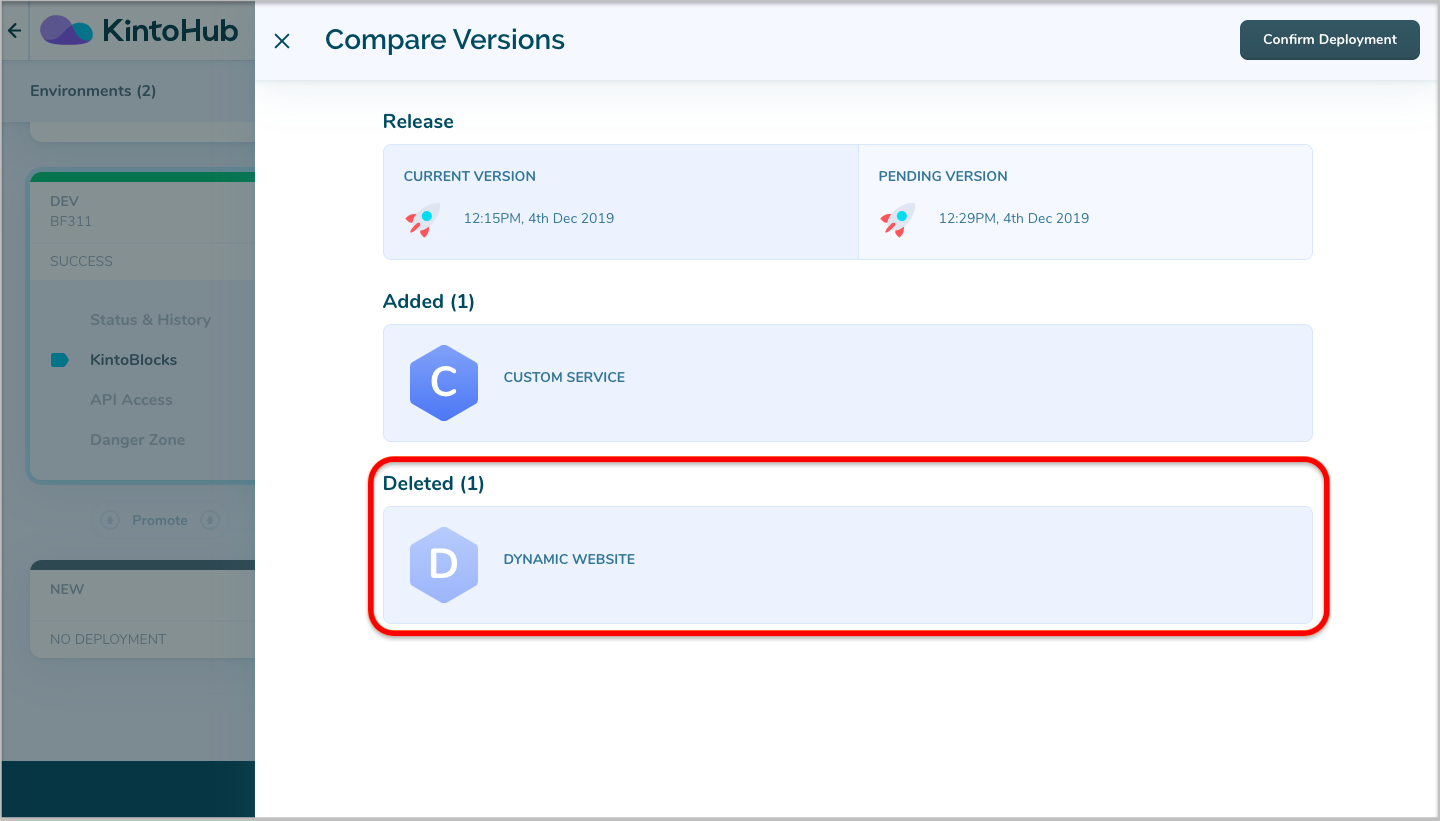 KintoHub
Environments (2)
DEV
BF311
SUCCESS
Status & History
KintoBlocks
API Access
Danger Zone
Promote
NEW
NO DEPLOYMENT
Compare Versions
Confirm Deployment
Release
CURRENT VERSION
12:15PM, 4th Dec 2019
PENDING VERSION
12:29PM, 4th Dec 2019
Added (1)
C
CUSTOM SERVICE
Deleted (1)
D
DYNAMIC WEBSITE